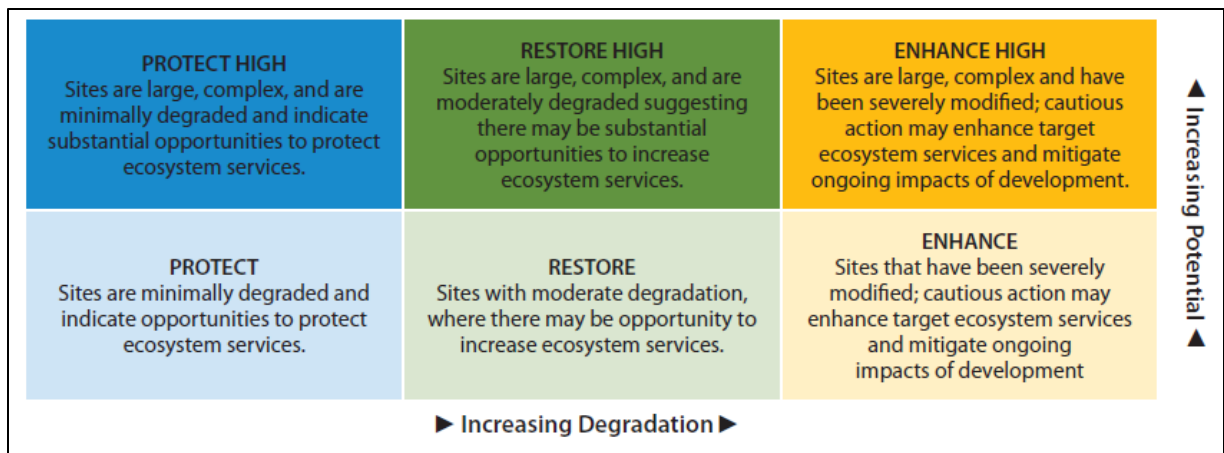 PROTECT HIGH
Sites are large, complex, and are
minimally degraded and indicate
substantial opportunities to protect
ecosystem services.
RESTORE HIGH
Sites are large, complex, and are
moderately degraded suggesting
there may be substantial
opportunities to increase
ecosystem services.
ENHANCE HIGH
Sites are large, complex and have
been severely modified; cautious
action may enhance target
ecosystem services and mitigate
ongoing impacts of development.
PROTECT
Sites are minimally degraded and
indicate opportunities to protect
ecosystem services.
RESTORE
Sites with moderate degradation,
where there may be opportunity to
increase ecosystem services.
ENHANCE
Sites that have been severely
modified; cautious action may
enhance target ecosystem services
and mitigate ongoing
impacts of development
▲ Increasing Potential ▲
► Increasing Degradation ►